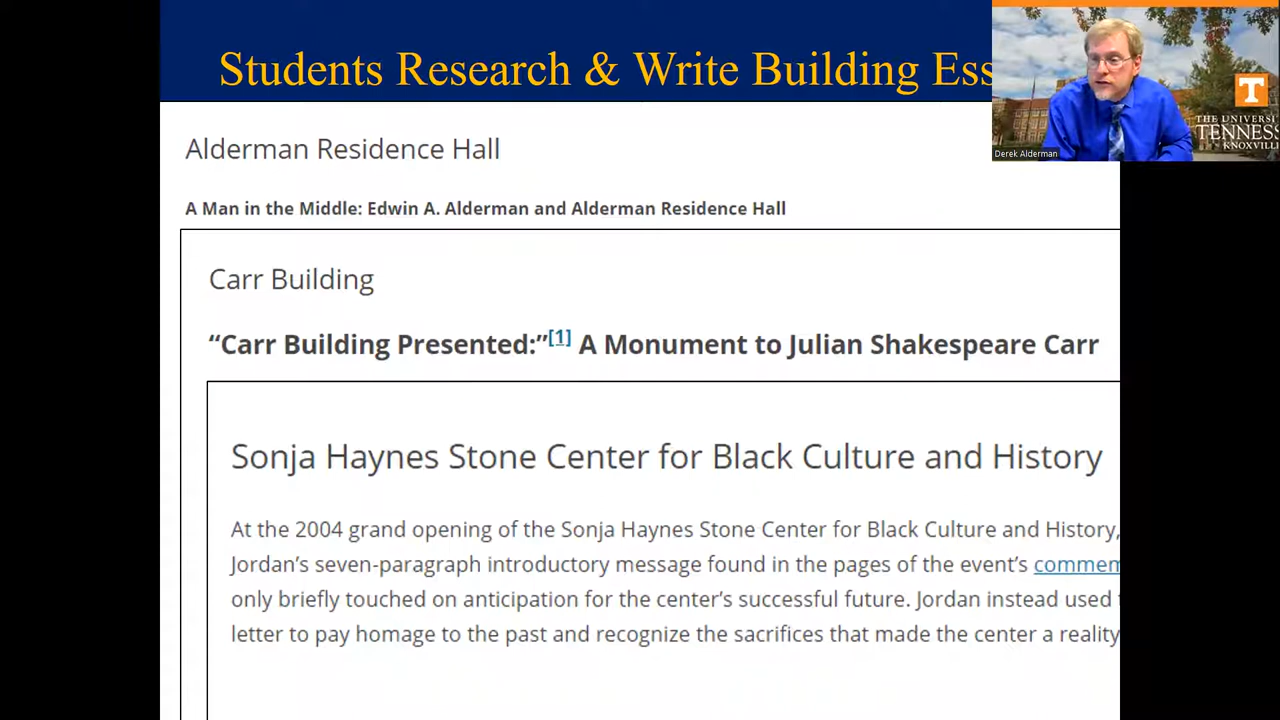 Students Research & Write Building Ess
Alderman Residence Hall
A Man in the Middle: Edwin A. Alderman and Alderman Residence Hall
Carr Building
“Carr Building Presented:”[1] A Monument to Julian Shakespeare Carr
Sonja Haynes Stone Center for Black Culture and History
At the 2004 grand opening of the Sonja Haynes Stone Center for Black Culture and History,
Jordan’s seven-paragraph introductory message found in the pages of the event’s commem
only briefly touched on anticipation for the center’s successful future. Jordan instead used
letter to pay homage to the past and recognize the sacrifices that made the center a reality
T
THE UNIVERSI
TENNESS
KNOXVILL
Derek Alderman